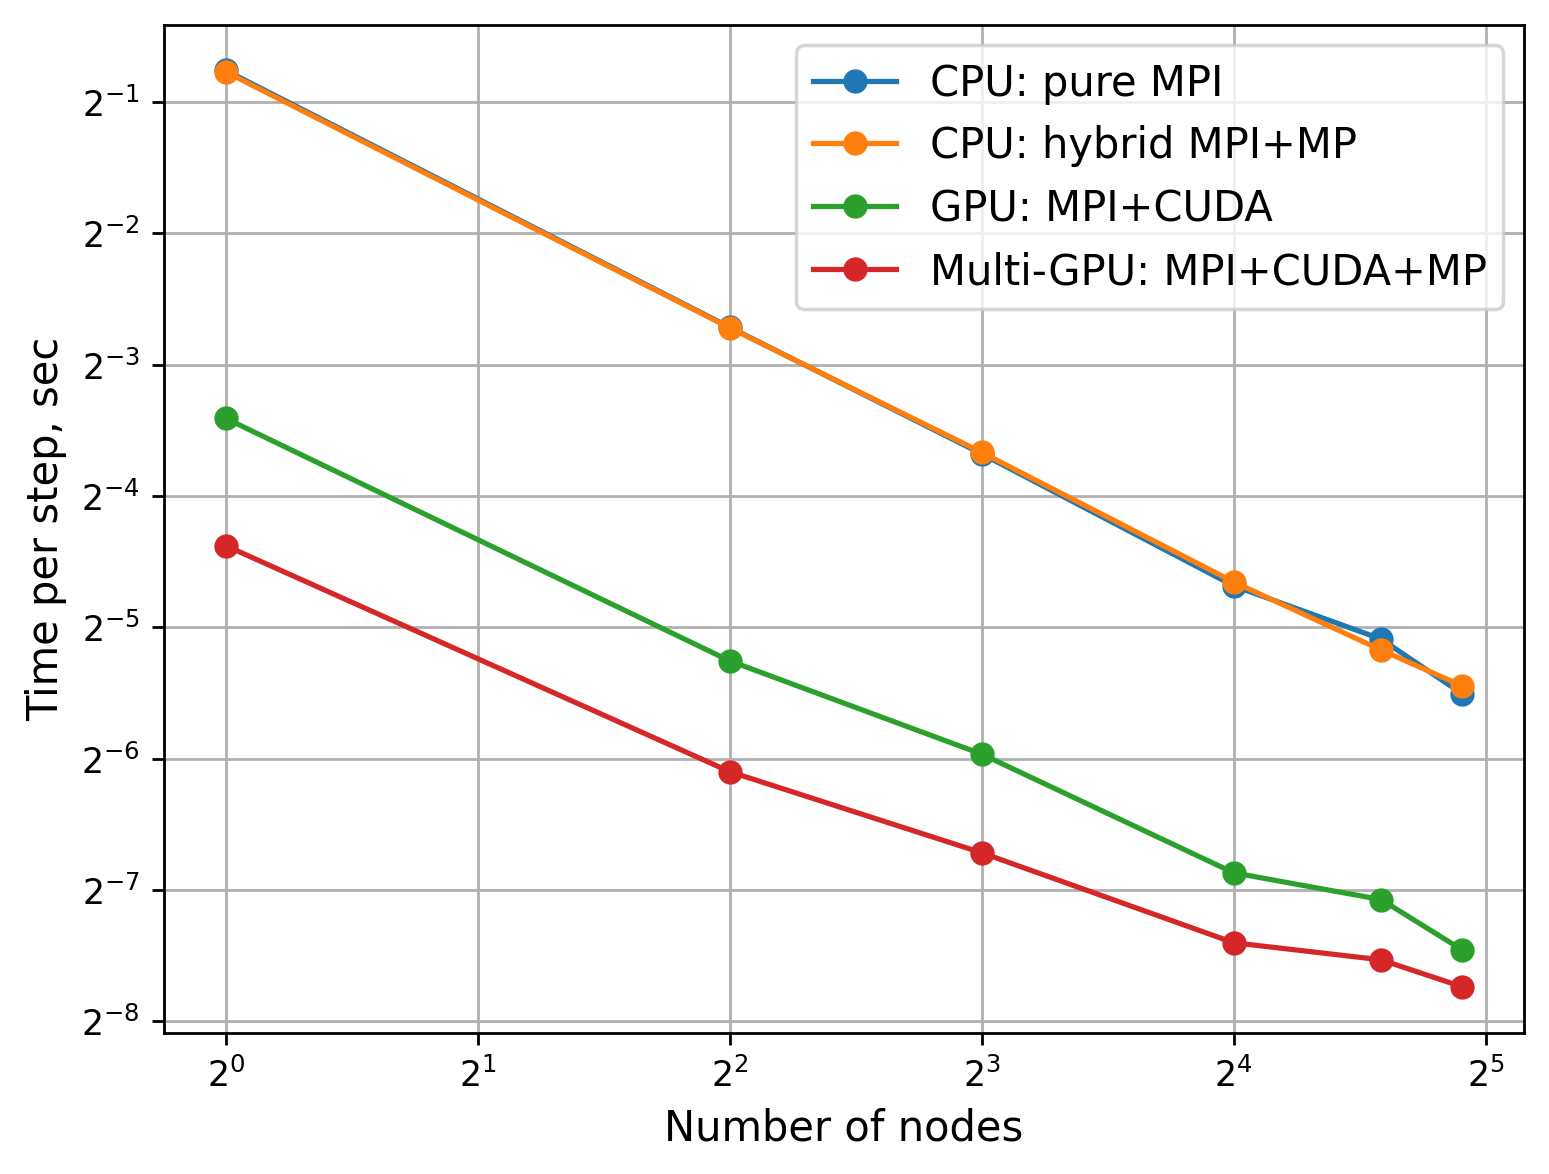 CPU: pure MPI
CPU: hybrid MPI+MP
GPU: MPI+CUDA
Multi-GPU: MPI+CUDA+MP
Time per step, sec
2⁻¹
2⁻²
2⁻³
2⁻⁴
2⁻⁵
2⁻⁶
2⁻⁷
2⁻⁸
2⁰ 2¹ 2² 2³ 2⁴ 2⁵
Number of nodes